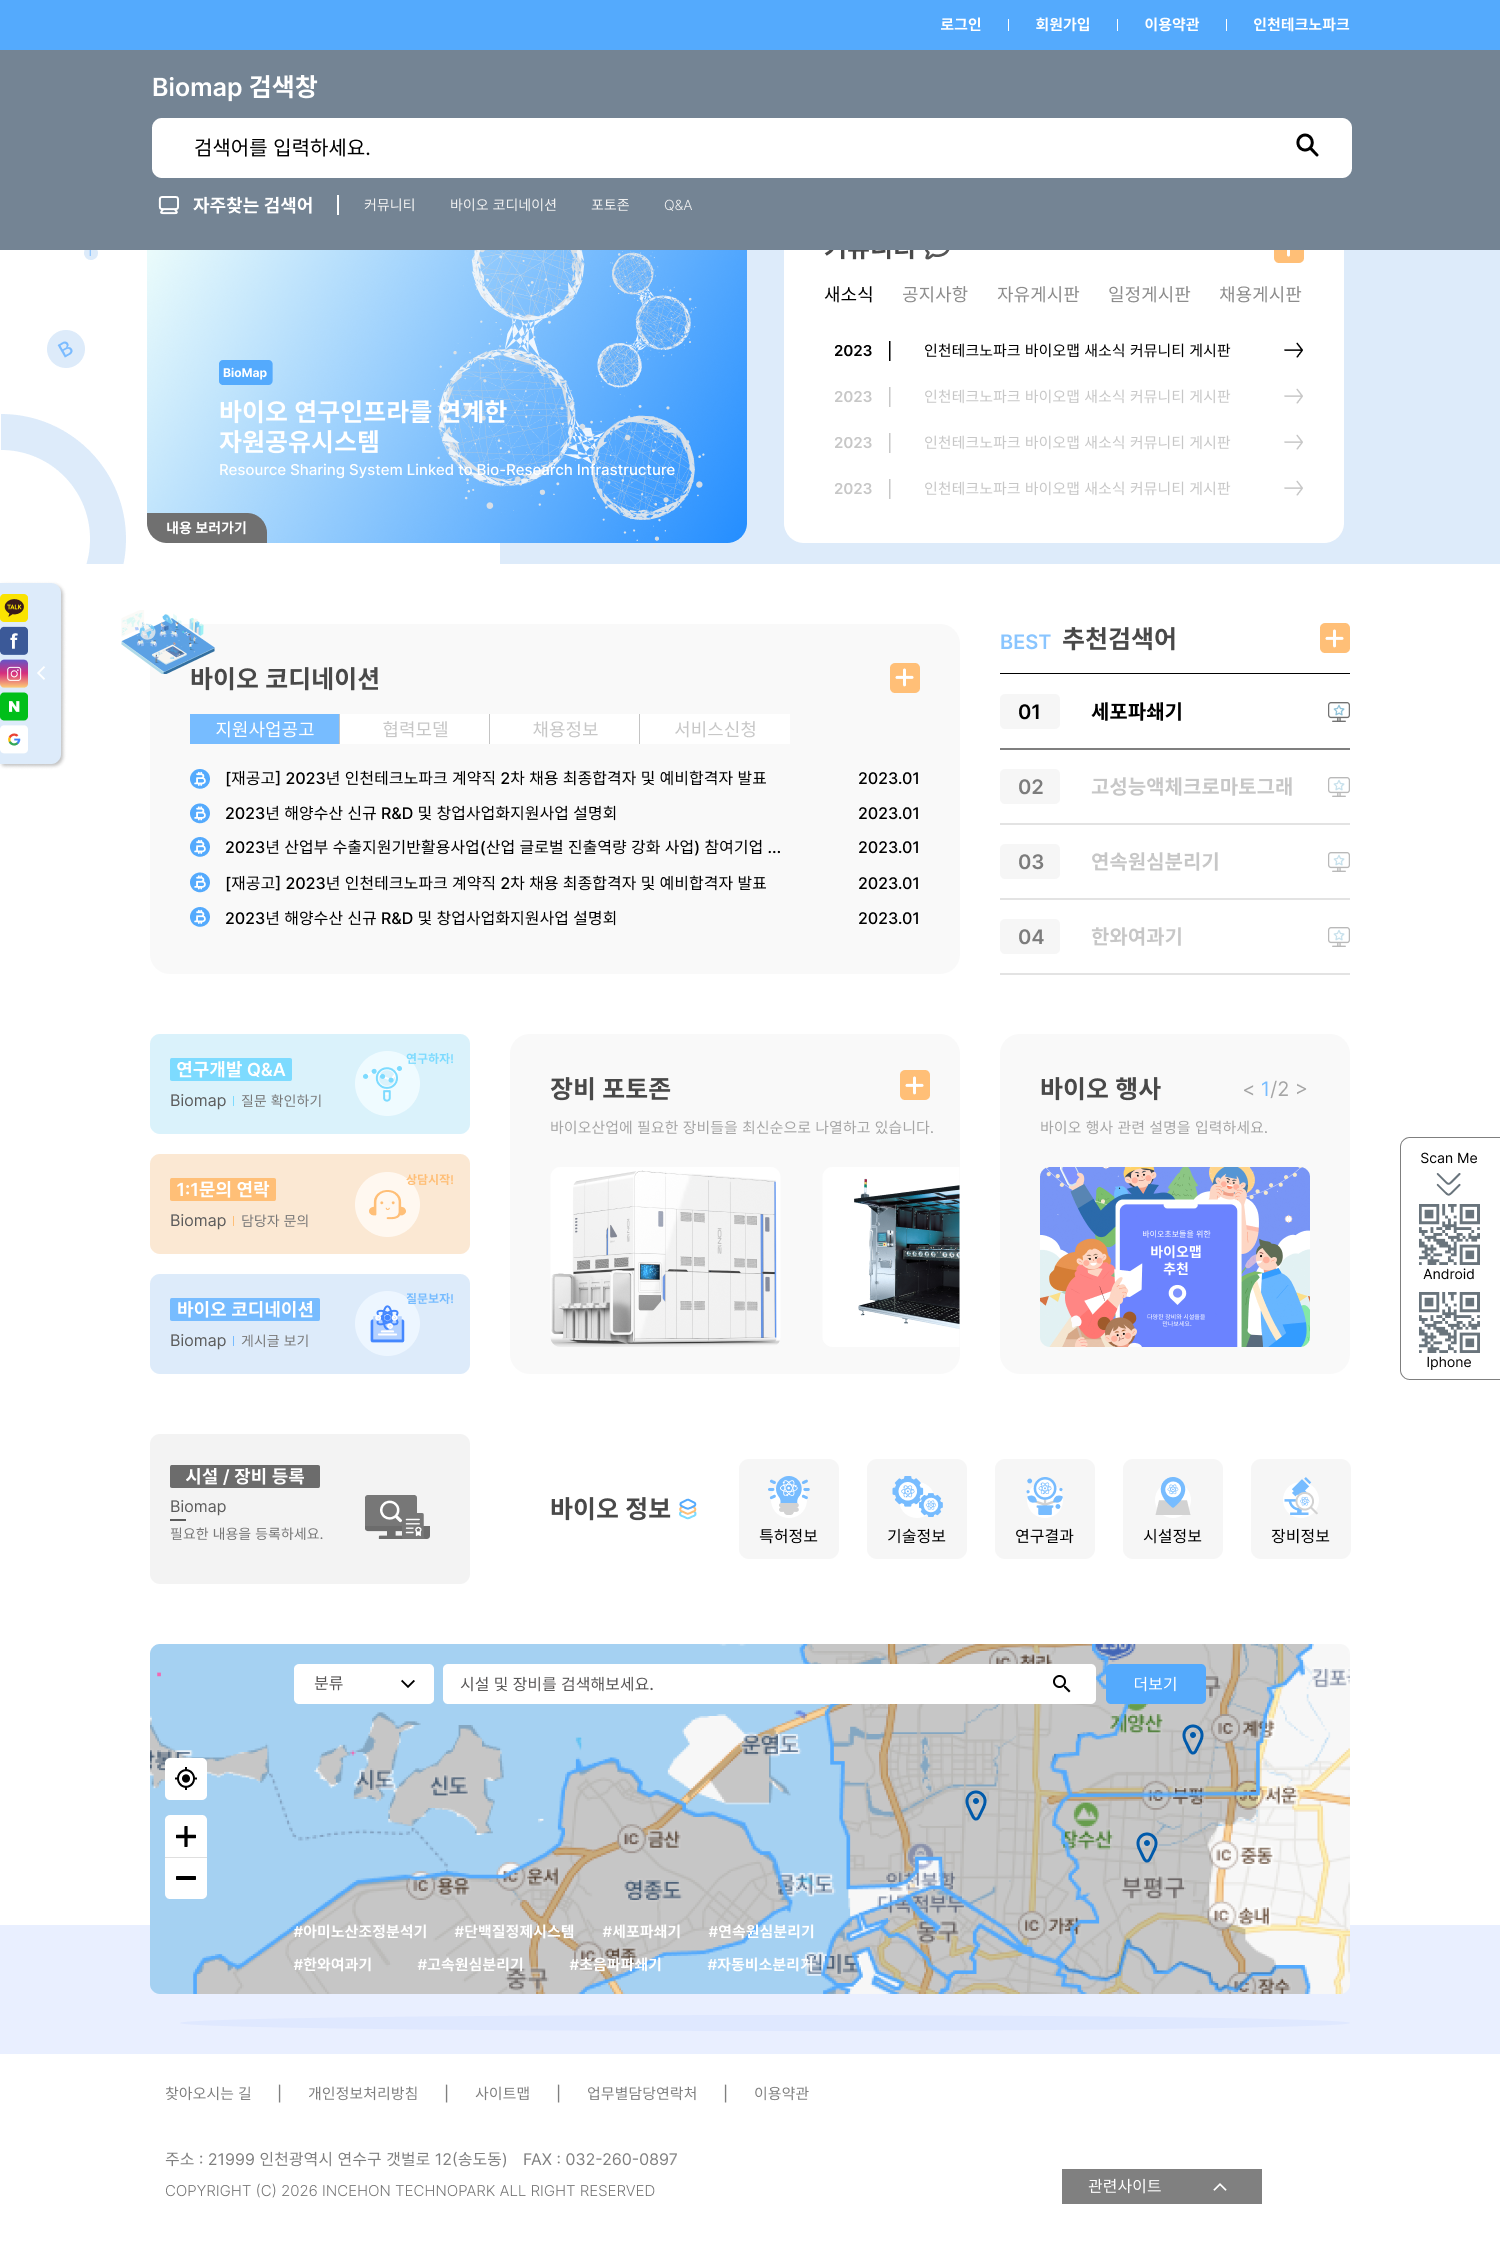 로그인
회원가입
이용약관
인천테크노파크
Biomap 검색창
검색어를 입력하세요.
자주찾는 검색어
커뮤니티
바이오 코디네이션
포토존
Q&A
B
BioMap
바이오 연구인프라를 연계한
자원공유시스템
Resource Sharing System Linked to Bio-Research Infrastructure
내용 보러가기
새소식
공지사항
자유게시판
일정게시판
채용게시판
2023 인천테크노파크 바이오맵 새소식 커뮤니티 게시판
2023 인천테크노파크 바이오맵 새소식 커뮤니티 게시판
2023 인천테크노파크 바이오맵 새소식 커뮤니티 게시판
2023 인천테크노파크 바이오맵 새소식 커뮤니티 게시판
TALK
f
N
G
바이오 코디네이션
지원사업공고
협력모델
채용정보
서비스신청
[재공고] 2023년 인천테크노파크 계약직 2차 채용 최종합격자 및 예비합격자 발표 2023.01
2023년 해양수산 신규 R&D 및 창업사업화지원사업 설명회 2023.01
2023년 산업부 수출지원기반활용사업(산업 글로벌 진출역량 강화 사업) 참여기업 ... 2023.01
[재공고] 2023년 인천테크노파크 계약직 2차 채용 최종합격자 및 예비합격자 발표 2023.01
2023년 해양수산 신규 R&D 및 창업사업화지원사업 설명회 2023.01
BEST 추천검색어
01 세포파쇄기
02 고성능액체크로마토그래
03 연속원심분리기
04 한와여과기
연구개발 Q&A
연구하자!
Biomap 질문 확인하기
1:1문의 연락
상담시작!
Biomap 담당자 문의
바이오 코디네이션
질문보자!
Biomap 게시글 보기
장비 포토존
바이오산업에 필요한 장비들을 최신순으로 나열하고 있습니다.
바이오 행사
< 1/2 >
바이오 행사 관련 설명을 입력하세요.
바이오초보들을 위한
바이오맵
추천
다양한 장비와 시설들을
만나보세요.
Scan Me
Android
Iphone
시설 / 장비 등록
Biomap
필요한 내용을 등록하세요.
바이오 정보
특허정보
기술정보
연구결과
시설정보
장비정보
분류
시설 및 장비를 검색해보세요.
더보기
계양산
IC 계양
운염도
시도
신도
IC 부평
서운
장수산
IC 금산
IC 중동
IC 운서
IC 용유
영종도
부평구
IC 송내
동구
IC 가좌
중구
IC 장수
#아미노산조정분석기
#단백질정제시스템
#세포파쇄기
#연속원심분리기
#한와여과기
#고속원심분리기
#초음파파쇄기
#자동비소분리저
찾아오시는 길
개인정보처리방침
사이트맵
업무별담당연락처
이용약관
주소 : 21999 인천광역시 연수구 갯벌로 12(송도동) FAX : 032-260-0897
COPYRIGHT (C) 2026 INCEHON TECHNOPARK ALL RIGHT RESERVED
관련사이트